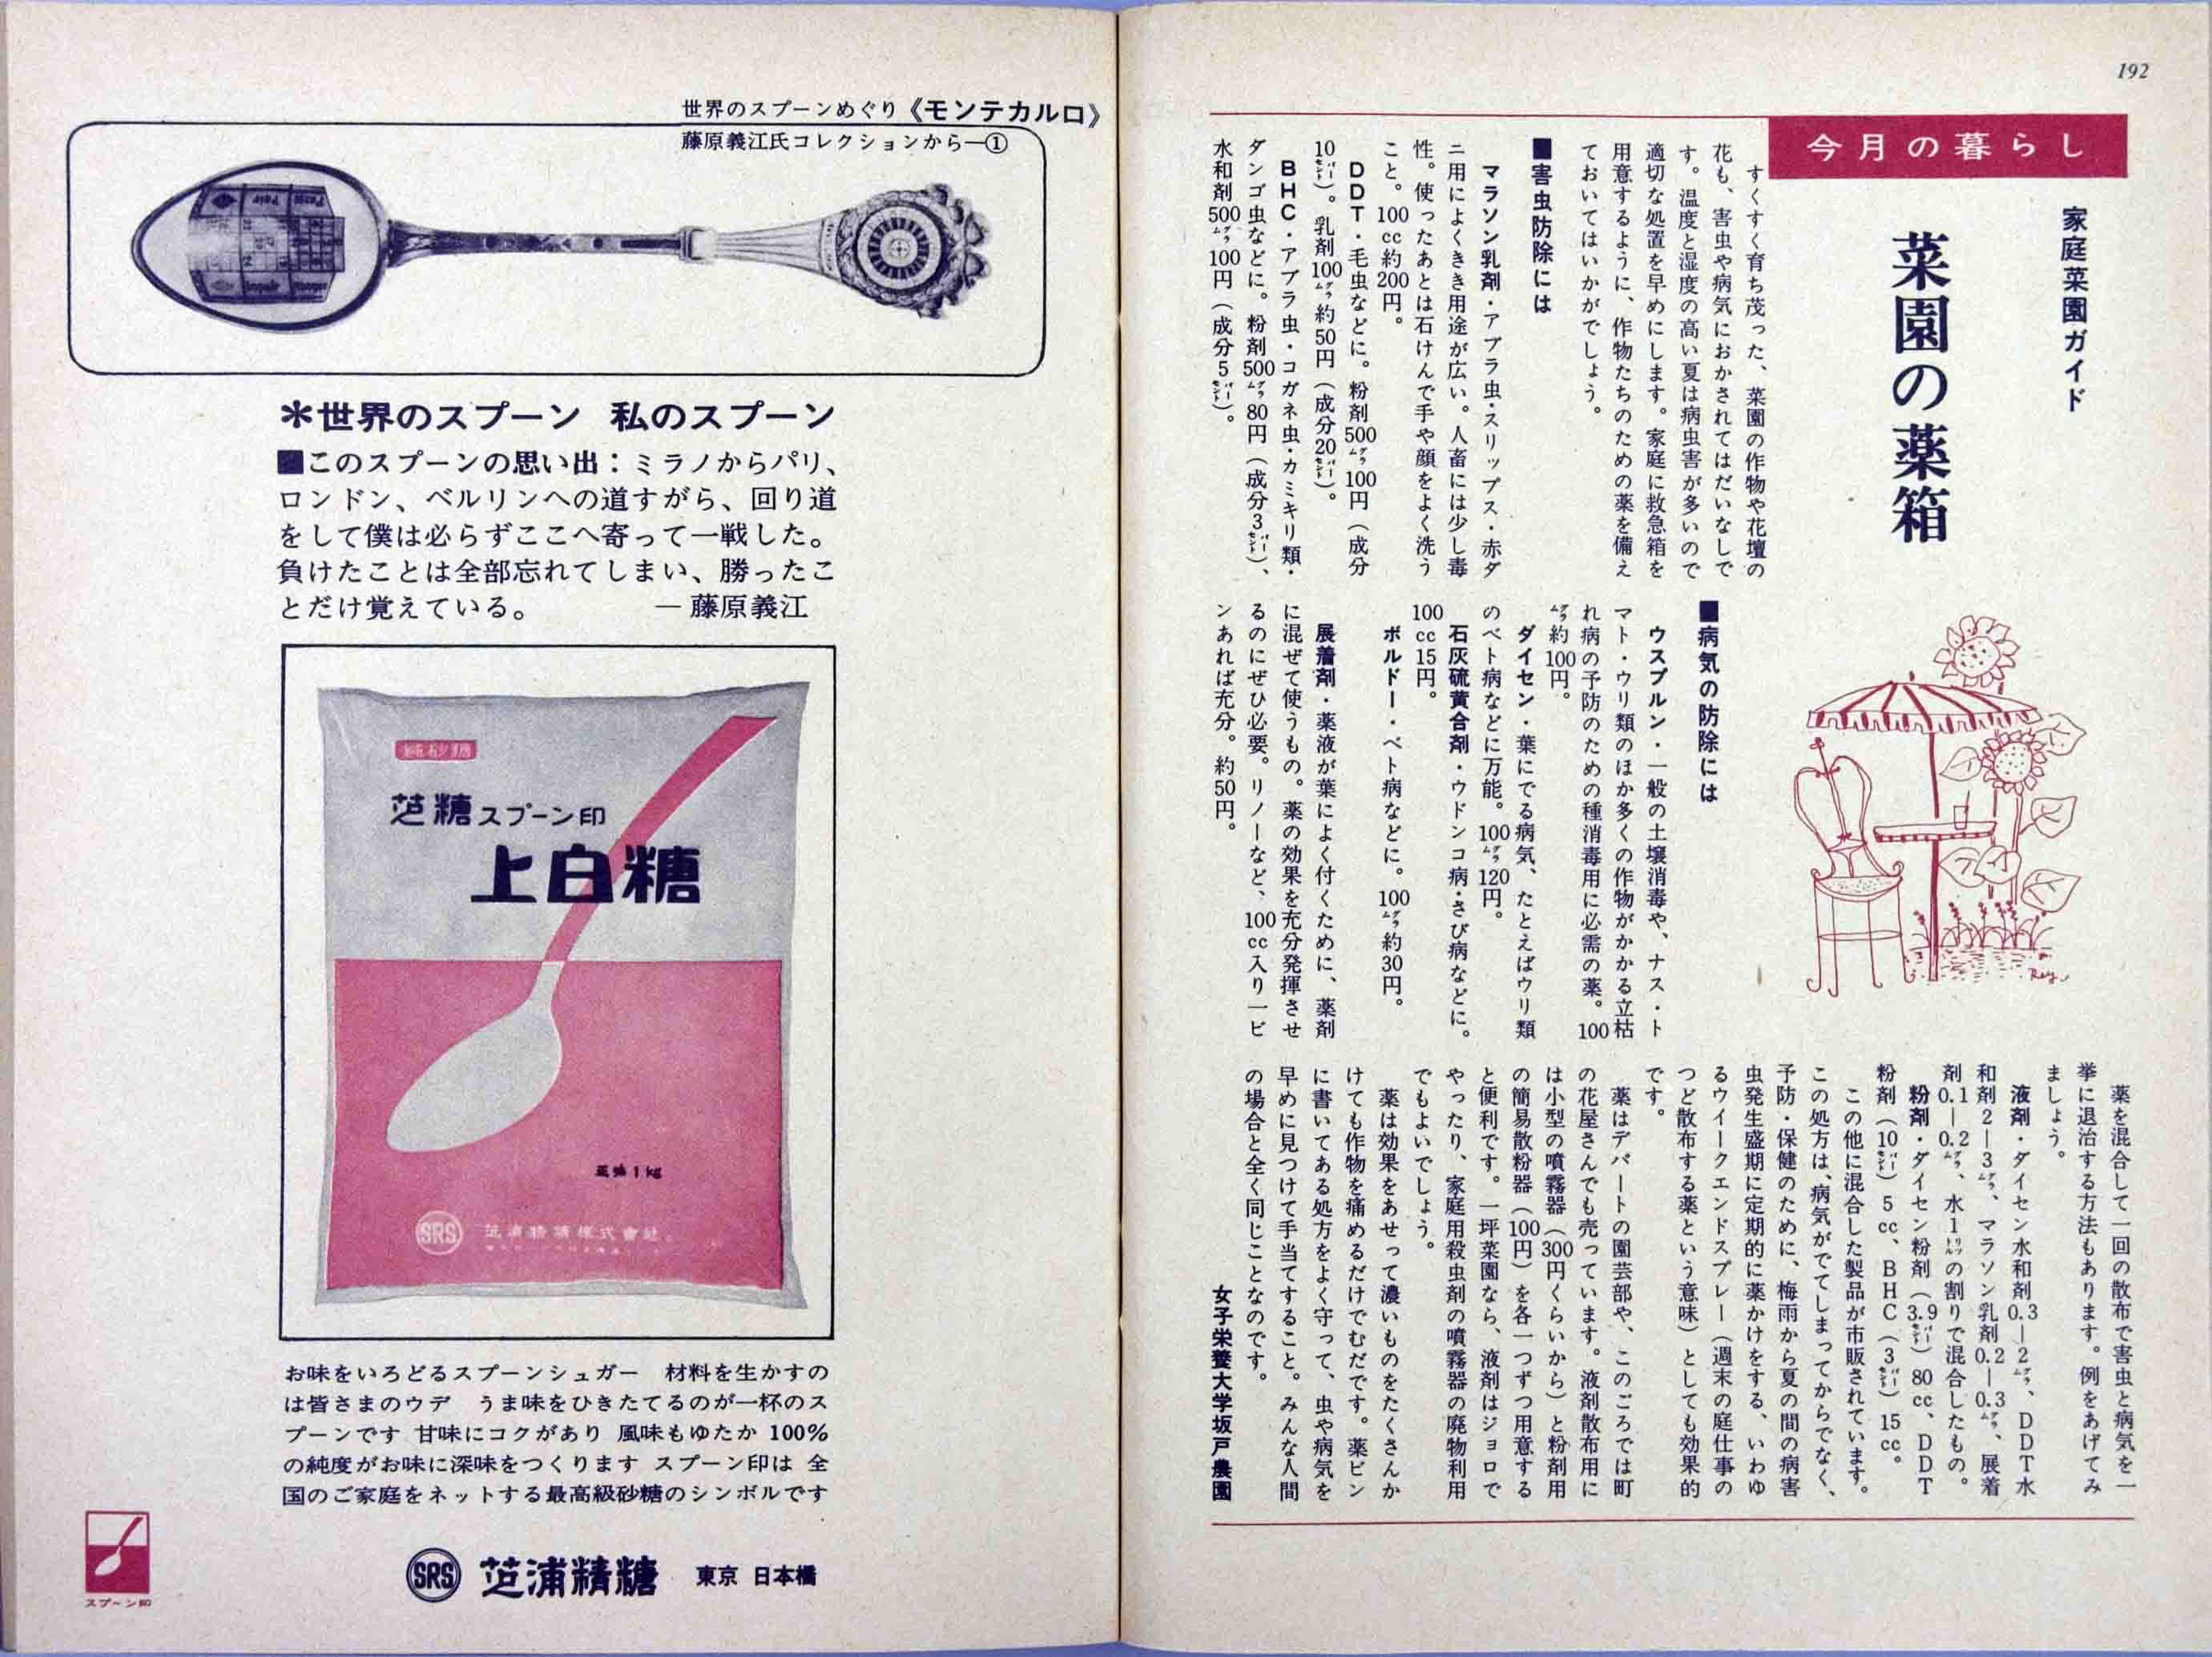 192
今月の暮らし
家庭菜園ガイド
菜園の薬箱
すくすく育ち茂った、菜園の作物や花壇の
花も、害虫や病気におかされてはだいなしで
す。温度と湿度の高い夏は病虫害が多いので
適切な処置を早めにします。家庭に救急箱を
用意するように、作物たちのための薬を備え
ておいてはいかがでしょう。
■害虫防除には
マラソン乳剤・アブラ虫・スリップス・赤ダ
ニ用によくきき用途が広い。人畜には少し毒
性。使ったあとは石けんで手や顔をよく洗う
こと。100cc約200円。
DDT・毛虫などに。粉剤500グラム100円（成分
10パーセント）。乳剤100グラム約50円（成分20パーセント）。
BHC・アブラ虫・コガネ虫・カミキリ類・
ダンゴ虫などに。粉剤500グラム80円（成分3パーセント）、
水和剤500グラム100円（成分5パーセント）。
■病気の防除には
ウスプルン・一般の土壌消毒や、ナス・ト
マト・ウリ類のほか多くの作物がかかる立枯
れ病の予防のための種消毒用に必需の薬。100
グラム約100円。
ダイセン・葉にでる病気、たとえばウリ類
のベト病などに万能。100グラム120円。
石灰硫黄合剤・ウドンコ病・さび病などに。
100cc15円。
ボルドー・ベト病などに。100グラム約30円。
展着剤・薬液が葉によく付くために、薬剤
に混ぜて使うもの。薬の効果を充分発揮させ
るのにぜひ必要。リノーなど、100cc入り一ビ
ンあれば充分。約50円。
Rey.
薬を混合して一回の散布で害虫と病気を一
挙に退治する方法もあります。例をあげてみ
ましょう。
液剤・ダイセン水和剤0.3―2グラム、DDT水
和剤2―3グラム、マラソン乳剤0.2―0.3グラム、展着
剤0.1―0.2グラム、水1リットルの割りで混合したもの。
粉剤・ダイセン粉剤（3.9パーセント）80cc、DDT
粉剤（10パーセント）5cc、BHC（3パーセント）15cc。
この他に混合した製品が市販されています。
この処方は、病気がでてしまってからでなく、
予防・保健のために、梅雨から夏の間の病害
虫発生盛期に定期的に薬かけをする、いわゆ
るウイークエンドスプレー（週末の庭仕事の
つど散布する薬という意味）としても効果的
です。
薬はデパートの園芸部や、このごろでは町
の花屋さんでも売っています。液剤散布用に
は小型の噴霧器（300円くらいから）と粉剤用
の簡易散粉器（100円）を各一つずつ用意する
と便利です。一坪菜園なら、液剤はジョロで
やったり、家庭用殺虫剤の噴霧器の廃物利用
でもよいでしょう。
薬は効果をあせって濃いものをたくさんか
けても作物を痛めるだけでむだです。薬ビン
に書いてある処方をよく守って、虫や病気を
早めに見つけて手当てすること。みんな人間
の場合と全く同じことなのです。
女子栄養大学坂戸農園
世界のスプーンめぐり《モンテカルロ》
藤原義江氏コレクションから―①
＊世界のスプーン 私のスプーン
■このスプーンの思い出：ミラノからパリ、
ロンドン、ベルリンへの道すがら、回り道
をして僕は必らずここへ寄って一戦した。
負けたことは全部忘れてしまい、勝ったこ
とだけ覚えている。 ―藤原義江
純砂糖
芝糖スプーン印
上白糖
正味1kg
SRS 芝浦精糖株式會社
お味をいろどるスプーンシュガー 材料を生かすの
は皆さまのウデ うま味をひきたてるのが一杯のス
プーンです 甘味にコクがあり 風味もゆたか 100%
の純度がお味に深味をつくります スプーン印は 全
国のご家庭をネットする最高級砂糖のシンボルです
SRS 芝浦精糖 東京 日本橋
スプーン印